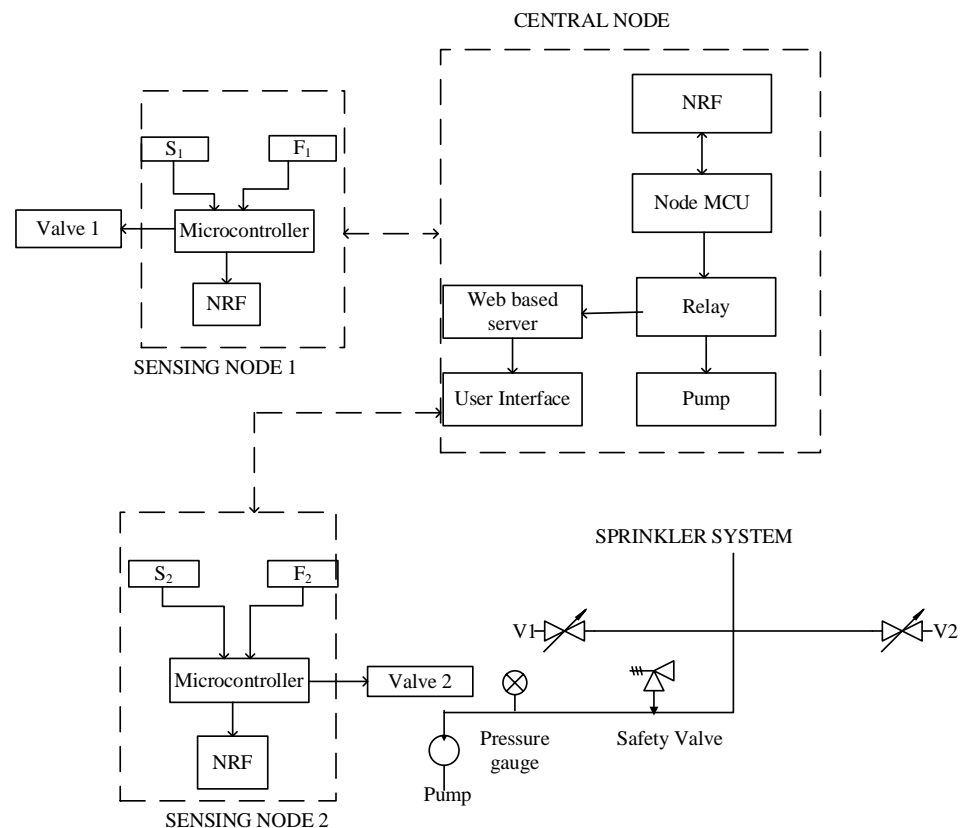 CENTRAL NODE
NRF
S₁
F₁
Node MCU
Valve 1
Microcontroller
NRF
Web based
server
Relay
SENSING NODE 1
User Interface
Pump
SPRINKLER SYSTEM
S₂
F₂
V1
V2
Microcontroller
Valve 2
NRF
Pressure
gauge
Safety Valve
Pump
SENSING NODE 2